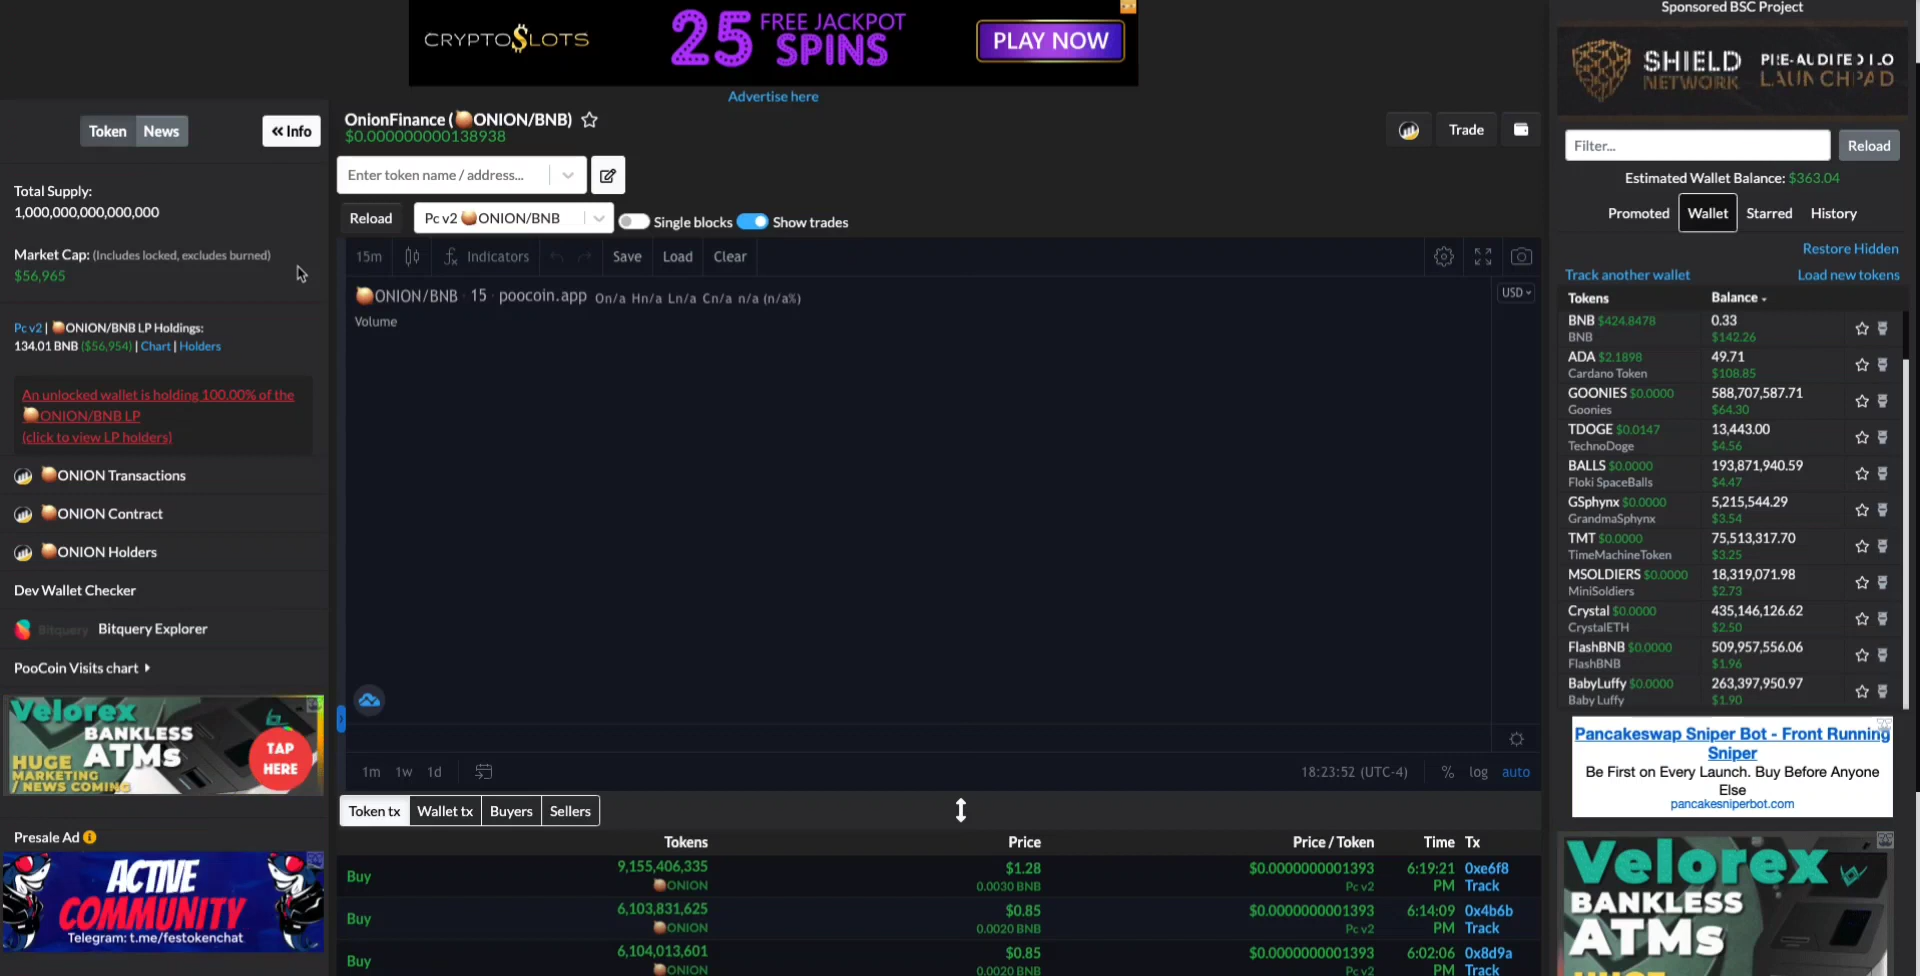 CRYPTO$LOTS
25 FREE JACKPOT SPINS
PLAY NOW
Advertise here
Sponsored BSC Project
SHIELD NETWORK
Token
News
« Info
OnionFinance (ONION/BNB)
$0.000000000138938
Trade
Filter...
Reload
Enter token name / address...
Estimated Wallet Balance: $363.04
Total Supply:
1,000,000,000,000,000
Reload
Pc v2 ONION/BNB
Single blocks
Show trades
Promoted
Wallet
Starred
History
Market Cap: (Includes locked, excludes burned)
$56,965
15m
Indicators
Save
Load
Clear
Restore Hidden
Track another wallet
Load new tokens
ONION/BNB · 15 · poocoin.app On/a Hn/a Ln/a Cn/a n/a (n/a%)
USD
Volume
Pc v2 | ONION/BNB LP Holdings:
134.01 BNB ($56,954) | Chart | Holders
An unlocked wallet is holding 100.00% of the
ONION/BNB LP
(click to view LP holders)
ONION Transactions
ONION Contract
ONION Holders
Dev Wallet Checker
Bitquery Bitquery Explorer
PooCoin Visits chart
Velorex
BANKLESS
ATMs
HUGE
MARKETING
/ NEWS COMING
TAP
HERE
Presale Ad
ACTIVE
COMMUNITY
Telegram: t.me/festokenchat
1m 1w 1d
18:23:52 (UTC-4)
% log auto
Token tx
Wallet tx
Buyers
Sellers
Tokens Price Price / Token Time Tx
Buy 9,155,406,335 $1.28 $0.0000000001393 6:19:21 0xe6f8
ONION 0.0030 BNB Pc v2 PM Track
Buy 6,103,831,625 $0.85 $0.0000000001393 6:14:09 0x4b6b
ONION 0.0020 BNB Pc v2 PM Track
Buy 6,104,013,601 $0.85 $0.0000000001393 6:02:06 0x8d9a
ONION 0.0020 BNB Pc v2 PM Track
Tokens Balance
BNB $424.8478 0.33
BNB $142.26
ADA $2.1898 49.71
Cardano Token $108.85
GOONIES $0.0000 588,707,587.71
Goonies $64.30
TDOGE $0.0147 13,443.00
TechnoDoge $4.56
BALLS $0.0000 193,871,940.59
Floki SpaceBalls $4.47
GSphynx $0.0000 5,215,544.29
GrandmaSphynx $3.54
TMT $0.0000 75,513,317.70
TimeMachineToken $3.25
MSOLDIERS $0.0000 18,319,071.98
MiniSoldiers $2.73
Crystal $0.0000 435,146,126.62
CrystalETH $2.50
FlashBNB $0.0000 509,957,556.06
FlashBNB $1.96
BabyLuffy $0.0000 263,397,950.97
Baby Luffy $1.90
Pancakeswap Sniper Bot - Front Running
Sniper
Be First on Every Launch. Buy Before Anyone
Else
pancakesniperbot.com
Velorex
BANKLESS
ATMs